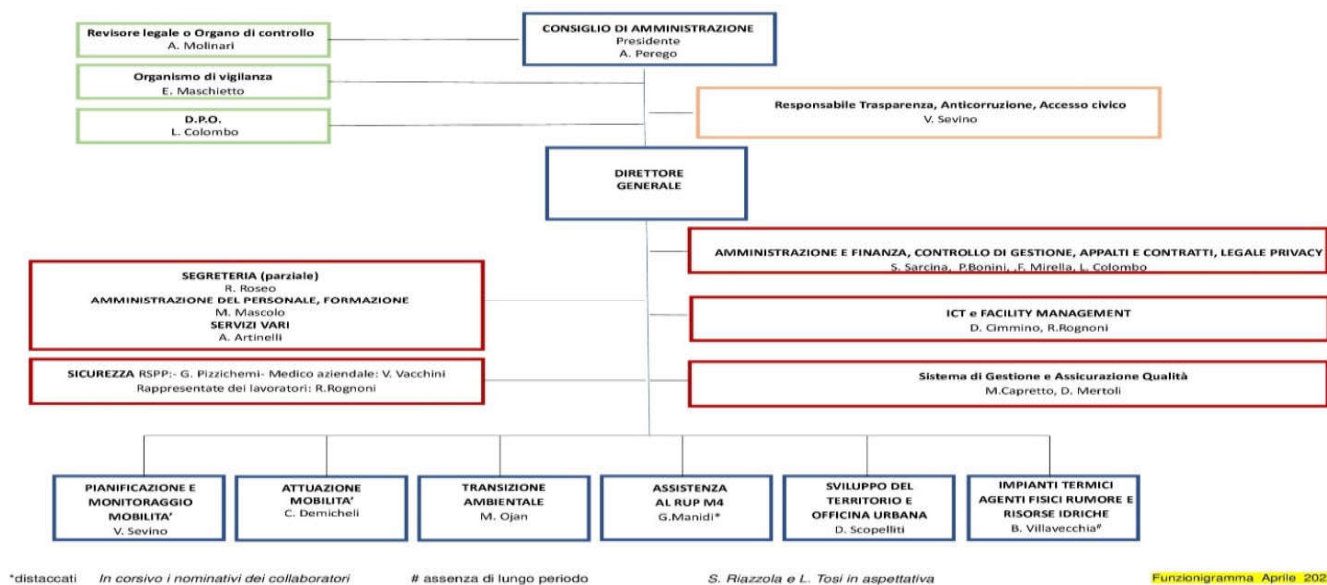 Revisore legale o Organo di controllo
A. Molinari
CONSIGLIO DI AMMINISTRAZIONE
Presidente
A. Perego
Organismo di vigilanza
E. Maschietto
Responsabile Trasparenza, Anticorruzione, Accesso civico
V. Sevino
D.P.O.
L. Colombo
DIRETTORE
GENERALE
AMMINISTRAZIONE E FINANZA, CONTROLLO DI GESTIONE, APPALTI E CONTRATTI, LEGALE PRIVACY
S. Sarcina, P.Bonini, ,F. Mirella, L. Colombo
SEGRETERIA (parziale)
R. Roseo
AMMINISTRAZIONE DEL PERSONALE, FORMAZIONE
M. Mascolo
SERVIZI VARI
A. Artinelli
ICT e FACILITY MANAGEMENT
D. Cimmino, R.Rognoni
SICUREZZA RSPP:- G. Pizzichemi- Medico aziendale: V. Vacchini
Rappresentate dei lavoratori: R.Rognoni
Sistema di Gestione e Assicurazione Qualità
M.Capretto, D. Mertoli
PIANIFICAZIONE E
MONITORAGGIO
MOBILITA'
V. Sevino
ATTUAZIONE
MOBILITA'
C. Demicheli
TRANSIZIONE
AMBIENTALE
M. Ojan
ASSISTENZA
AL RUP M4
G.Manidi*
SVILUPPO DEL
TERRITORIO E
OFFICINA URBANA
D. Scopelliti
IMPIANTI TERMICI
AGENTI FISICI RUMORE E
RISORSE IDRICHE
B. Villavecchia#
*distaccati In corsivo i nominativi dei collaboratori # assenza di lungo periodo S. Riazzola e L. Tosi in aspettativa Funzionigramma Aprile 202